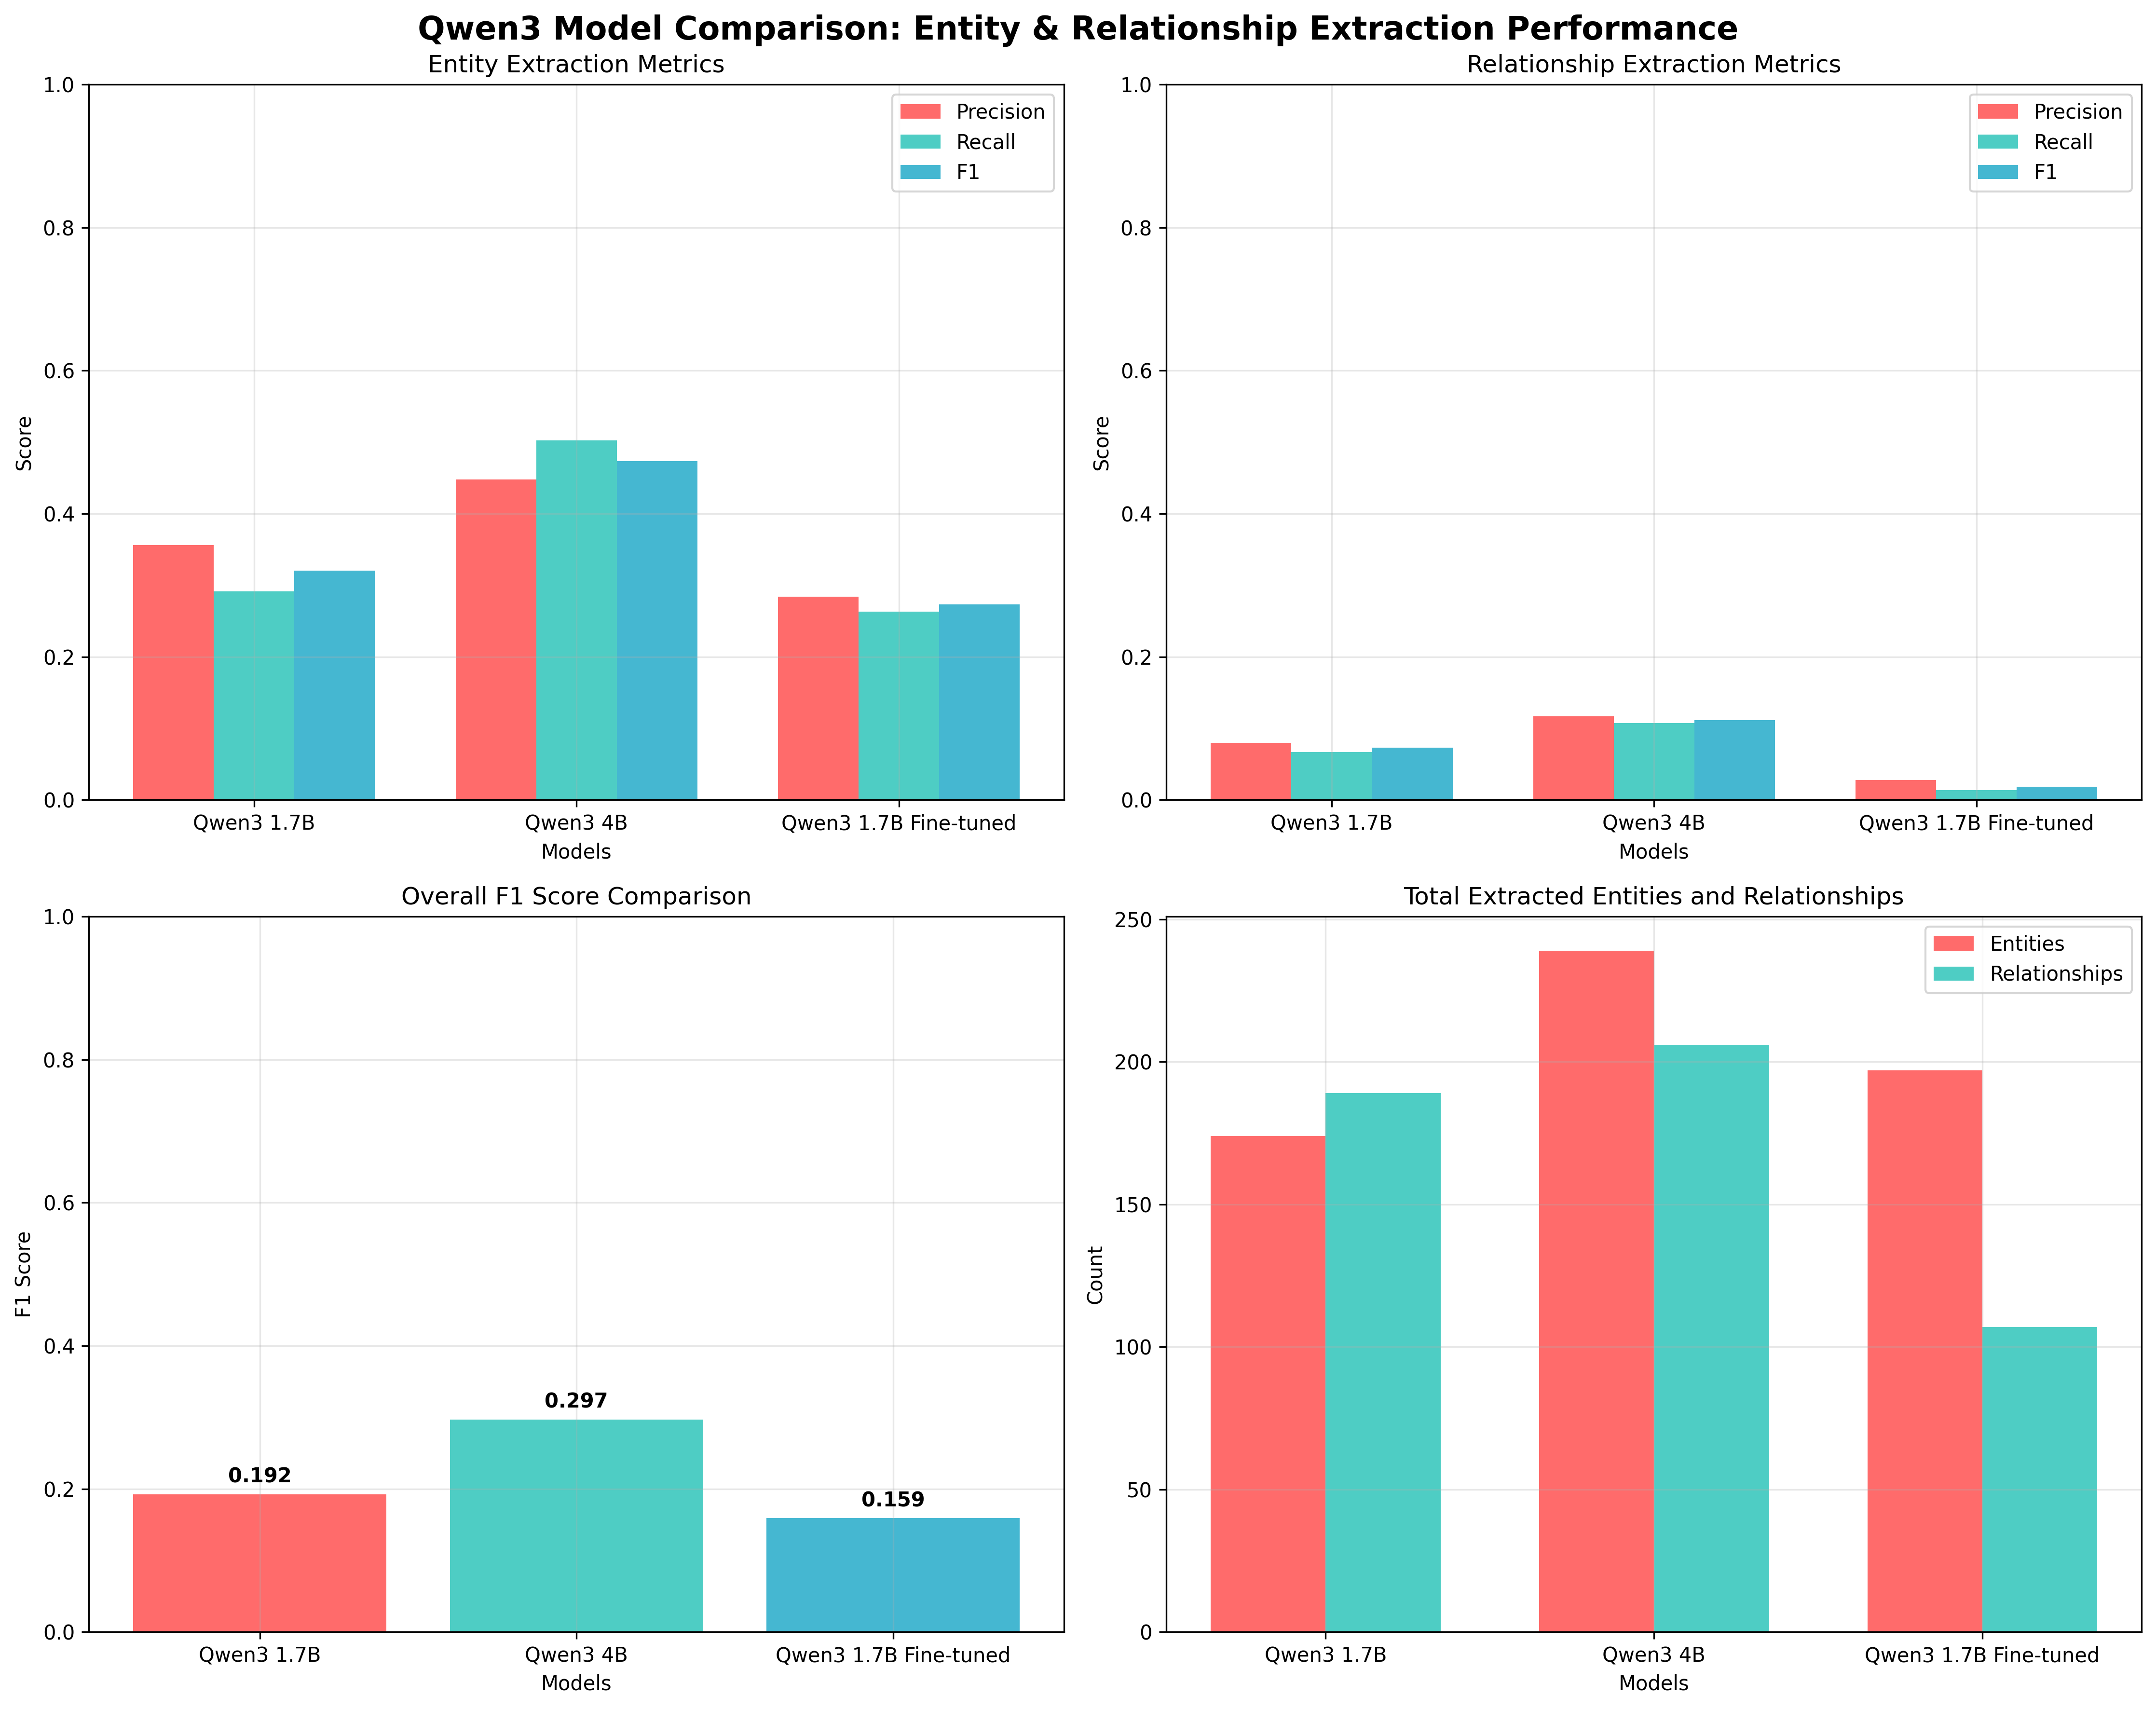 Qwen3 Model Comparison: Entity & Relationship Extraction Performance
Entity Extraction Metrics
1.0
0.8
0.6
0.4
0.2
0.0
Score
Precision
Recall
F1
Qwen3 1.7B
Qwen3 4B
Qwen3 1.7B Fine-tuned
Models
Relationship Extraction Metrics
1.0
0.8
0.6
0.4
0.2
0.0
Score
Precision
Recall
F1
Qwen3 1.7B
Qwen3 4B
Qwen3 1.7B Fine-tuned
Models
Overall F1 Score Comparison
1.0
0.8
0.6
0.4
0.2
0.0
F1 Score
0.192
0.297
0.159
Qwen3 1.7B
Qwen3 4B
Qwen3 1.7B Fine-tuned
Models
Total Extracted Entities and Relationships
250
200
150
100
50
0
Count
Entities
Relationships
Qwen3 1.7B
Qwen3 4B
Qwen3 1.7B Fine-tuned
Models